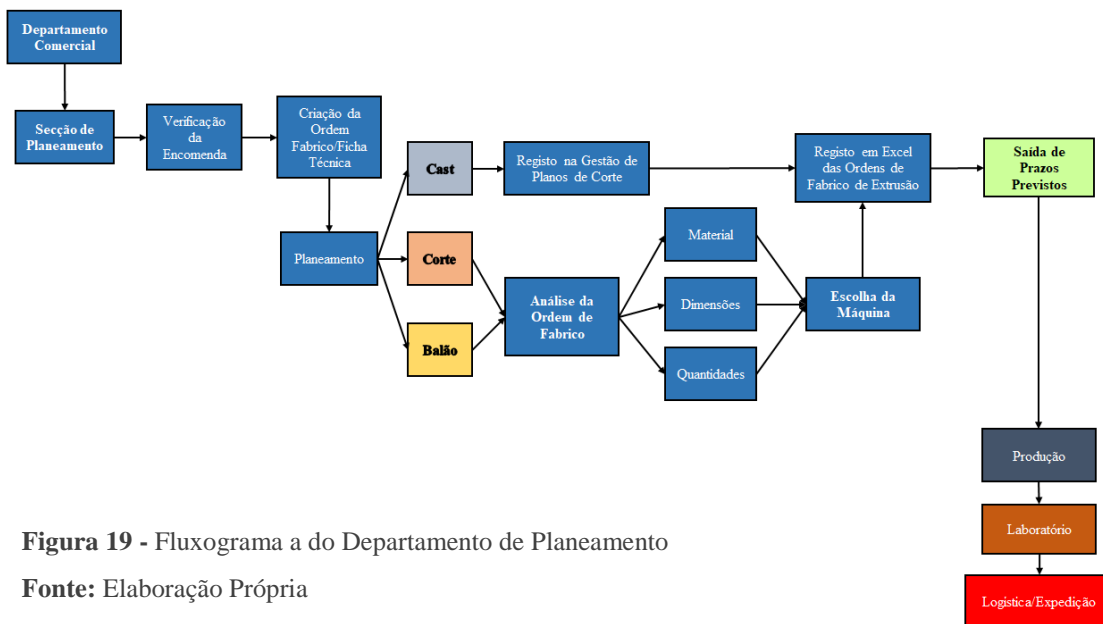 Departamento
Comercial
Secção de
Planeamento
Verificação
da
Encomenda
Criação da
Ordem
Fabrico/Ficha
Técnica
Planeamento
Cast
Corte
Balão
Registo na Gestão de
Planos de Corte
Análise da
Ordem de
Fabrico
Material
Dimensões
Quantidades
Escolha da
Máquina
Registo em Excel
das Ordens de
Fabrico de Extrusão
Saída de
Prazos
Previstos
Produção
Laboratório
Logística/Expedição
Figura 19 - Fluxograma a do Departamento de Planeamento
Fonte: Elaboração Própria